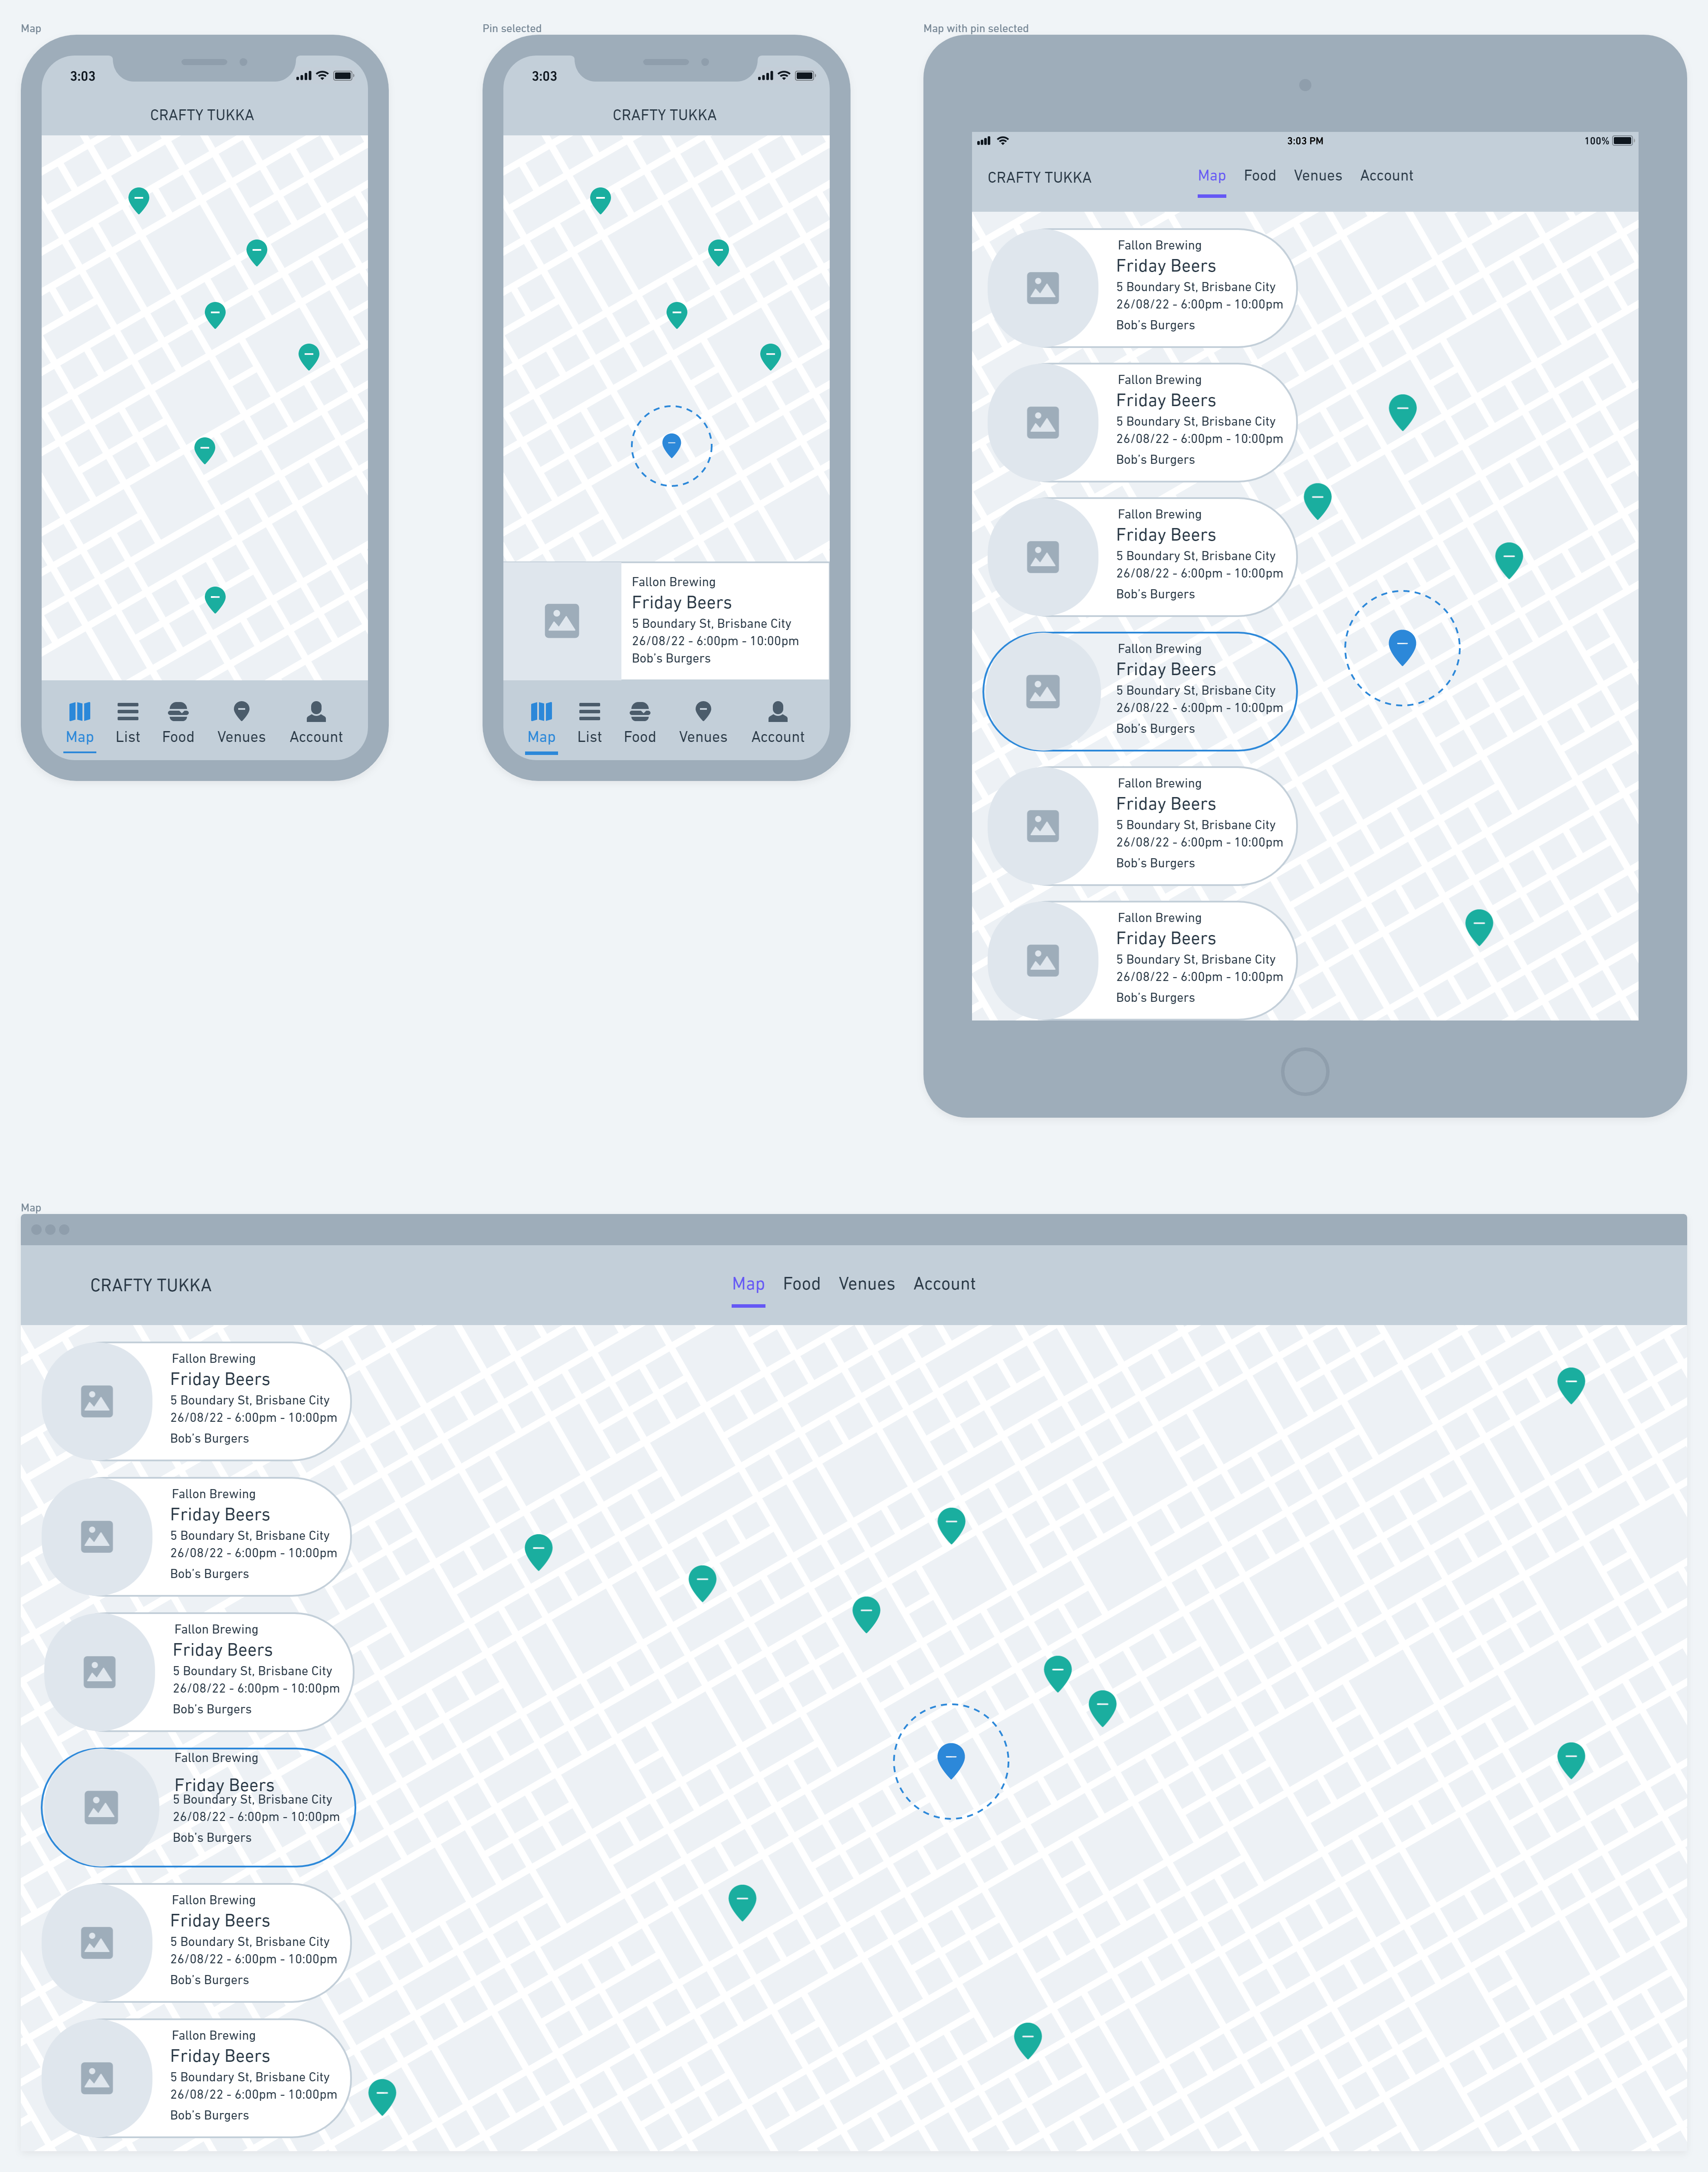 Map
3:03
CRAFTY TUKKA
Map List Food Venues Account
Pin selected
3:03
CRAFTY TUKKA
Fallon Brewing
Friday Beers
5 Boundary St, Brisbane City
26/08/22 - 6:00pm - 10:00pm
Bob's Burgers
Map List Food Venues Account
Map with pin selected
3:03 PM 100%
CRAFTY TUKKA Map Food Venues Account
Fallon Brewing
Friday Beers
5 Boundary St, Brisbane City
26/08/22 - 6:00pm - 10:00pm
Bob's Burgers
Fallon Brewing
Friday Beers
5 Boundary St, Brisbane City
26/08/22 - 6:00pm - 10:00pm
Bob's Burgers
Fallon Brewing
Friday Beers
5 Boundary St, Brisbane City
26/08/22 - 6:00pm - 10:00pm
Bob's Burgers
Fallon Brewing
Friday Beers
5 Boundary St, Brisbane City
26/08/22 - 6:00pm - 10:00pm
Bob's Burgers
Fallon Brewing
Friday Beers
5 Boundary St, Brisbane City
26/08/22 - 6:00pm - 10:00pm
Bob's Burgers
Fallon Brewing
Friday Beers
5 Boundary St, Brisbane City
26/08/22 - 6:00pm - 10:00pm
Bob's Burgers
Map
CRAFTY TUKKA Map Food Venues Account
Fallon Brewing
Friday Beers
5 Boundary St, Brisbane City
26/08/22 - 6:00pm - 10:00pm
Bob's Burgers
Fallon Brewing
Friday Beers
5 Boundary St, Brisbane City
26/08/22 - 6:00pm - 10:00pm
Bob's Burgers
Fallon Brewing
Friday Beers
5 Boundary St, Brisbane City
26/08/22 - 6:00pm - 10:00pm
Bob's Burgers
Fallon Brewing
Friday Beers
5 Boundary St, Brisbane City
26/08/22 - 6:00pm - 10:00pm
Bob's Burgers
Fallon Brewing
Friday Beers
5 Boundary St, Brisbane City
26/08/22 - 6:00pm - 10:00pm
Bob's Burgers
Fallon Brewing
Friday Beers
5 Boundary St, Brisbane City
26/08/22 - 6:00pm - 10:00pm
Bob's Burgers